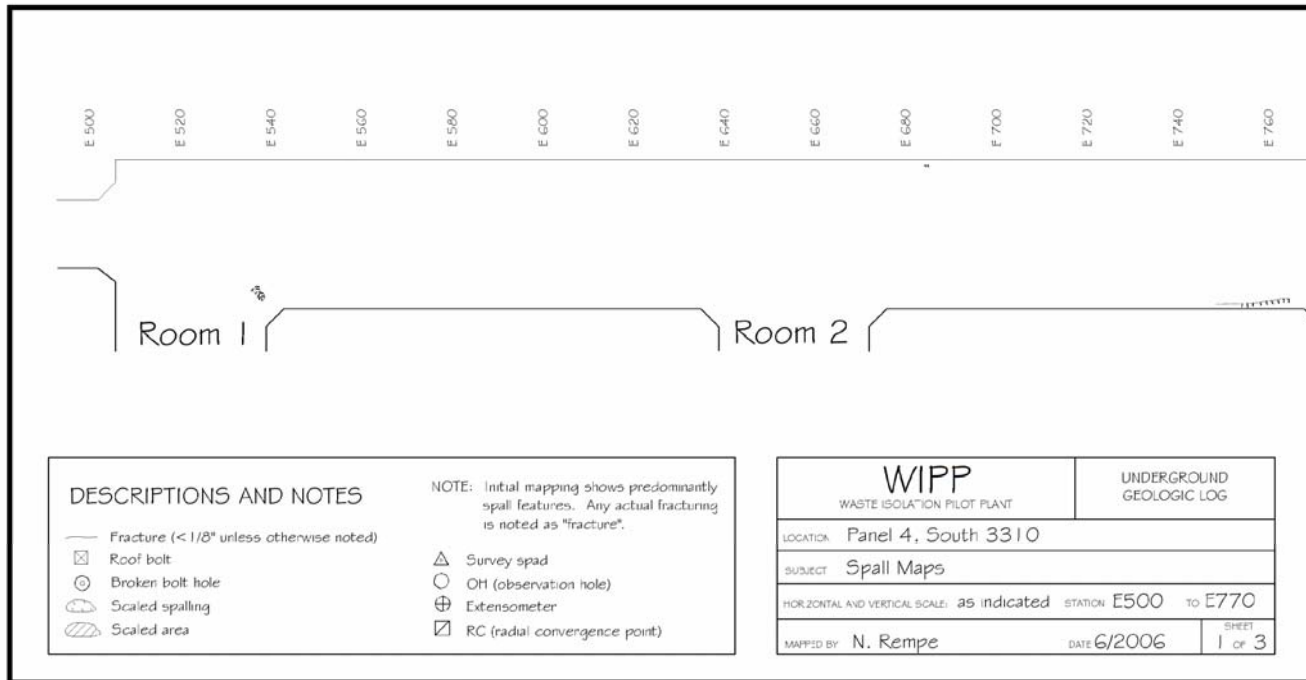 E 500
E 520
E 540
E 560
E 580
E 600
E 620
E 640
E 660
E 680
E 700
E 720
E 740
E 760
Room 1
Room 2
DESCRIPTIONS AND NOTES
Fracture (<1/8" unless otherwise noted)
Roof bolt
Broken bolt hole
Scaled spalling
Scaled area
NOTE: Initial mapping shows predominantly
spall features. Any actual fracturing
is noted as "fracture".
Survey spad
OH (observation hole)
Extensometer
RC (radial convergence point)
WIPP
WASTE ISOLATION PILOT PLANT
UNDERGROUND
GEOLOGIC LOG
LOCATION Panel 4, South 3310
SUBJECT Spall Maps
HORIZONTAL AND VERTICAL SCALE: as indicated STATION E500 TO E770
MAPPED BY N. Rempe DATE 6/2006
SHEET
1 OF 3